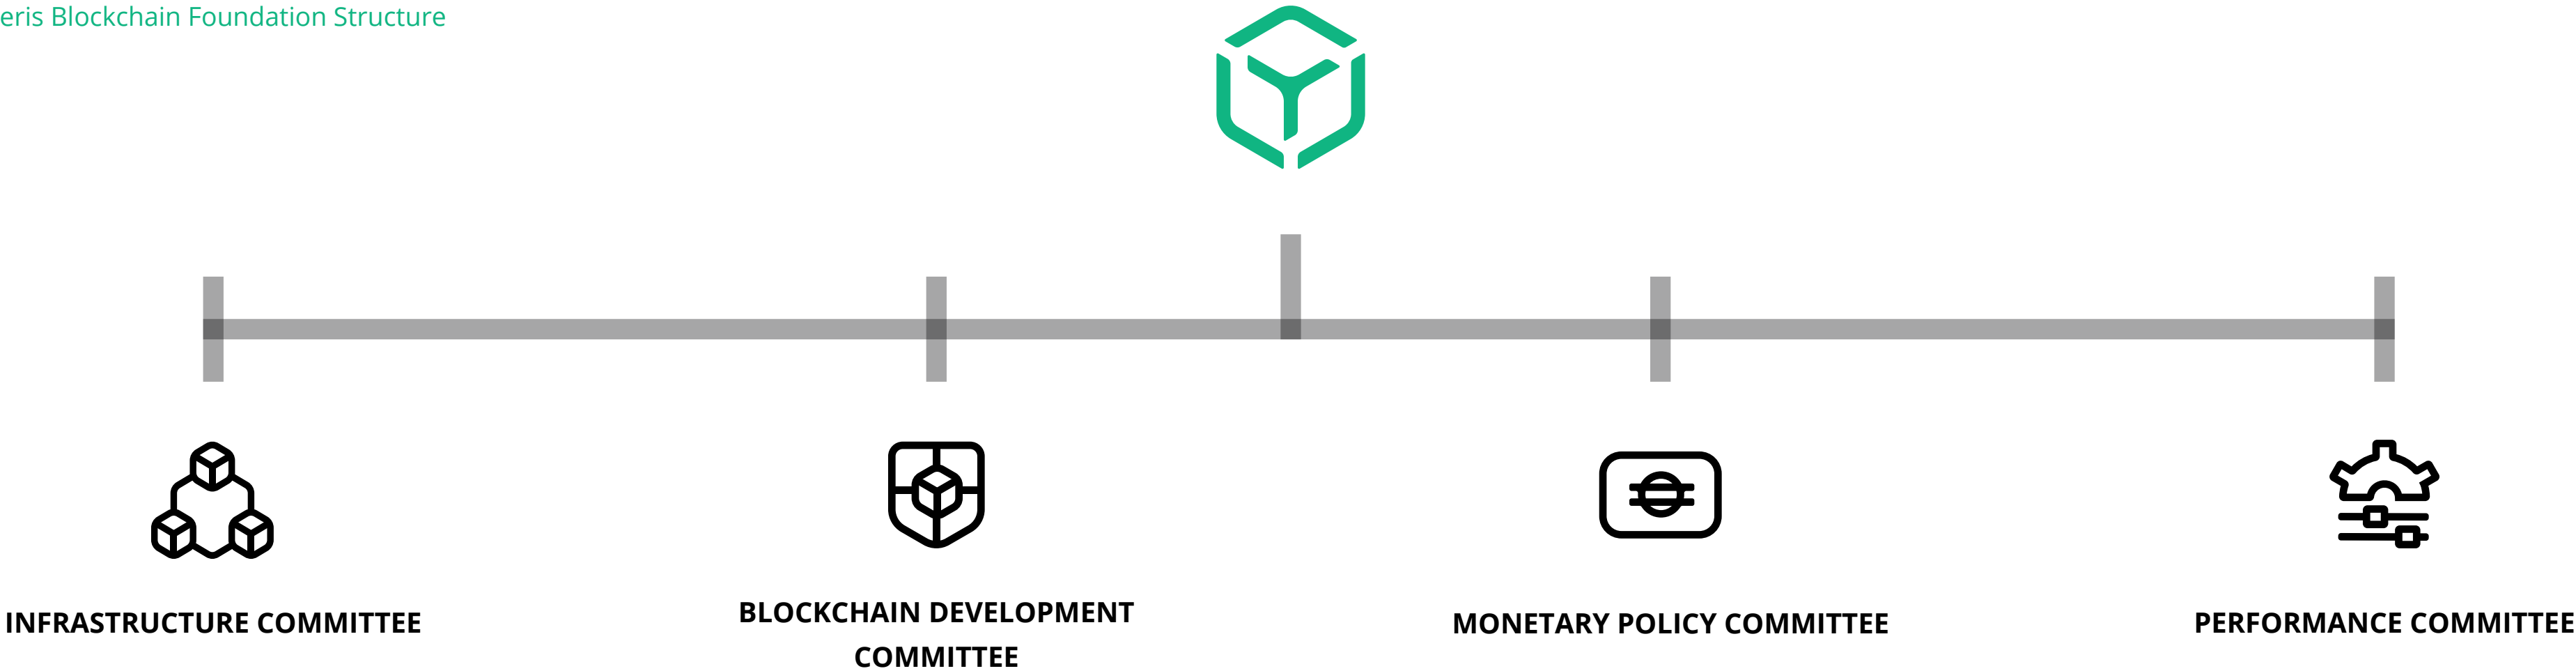 eris Blockchain Foundation Structure
INFRASTRUCTURE COMMITTEE
BLOCKCHAIN DEVELOPMENT
COMMITTEE
MONETARY POLICY COMMITTEE
PERFORMANCE COMMITTEE